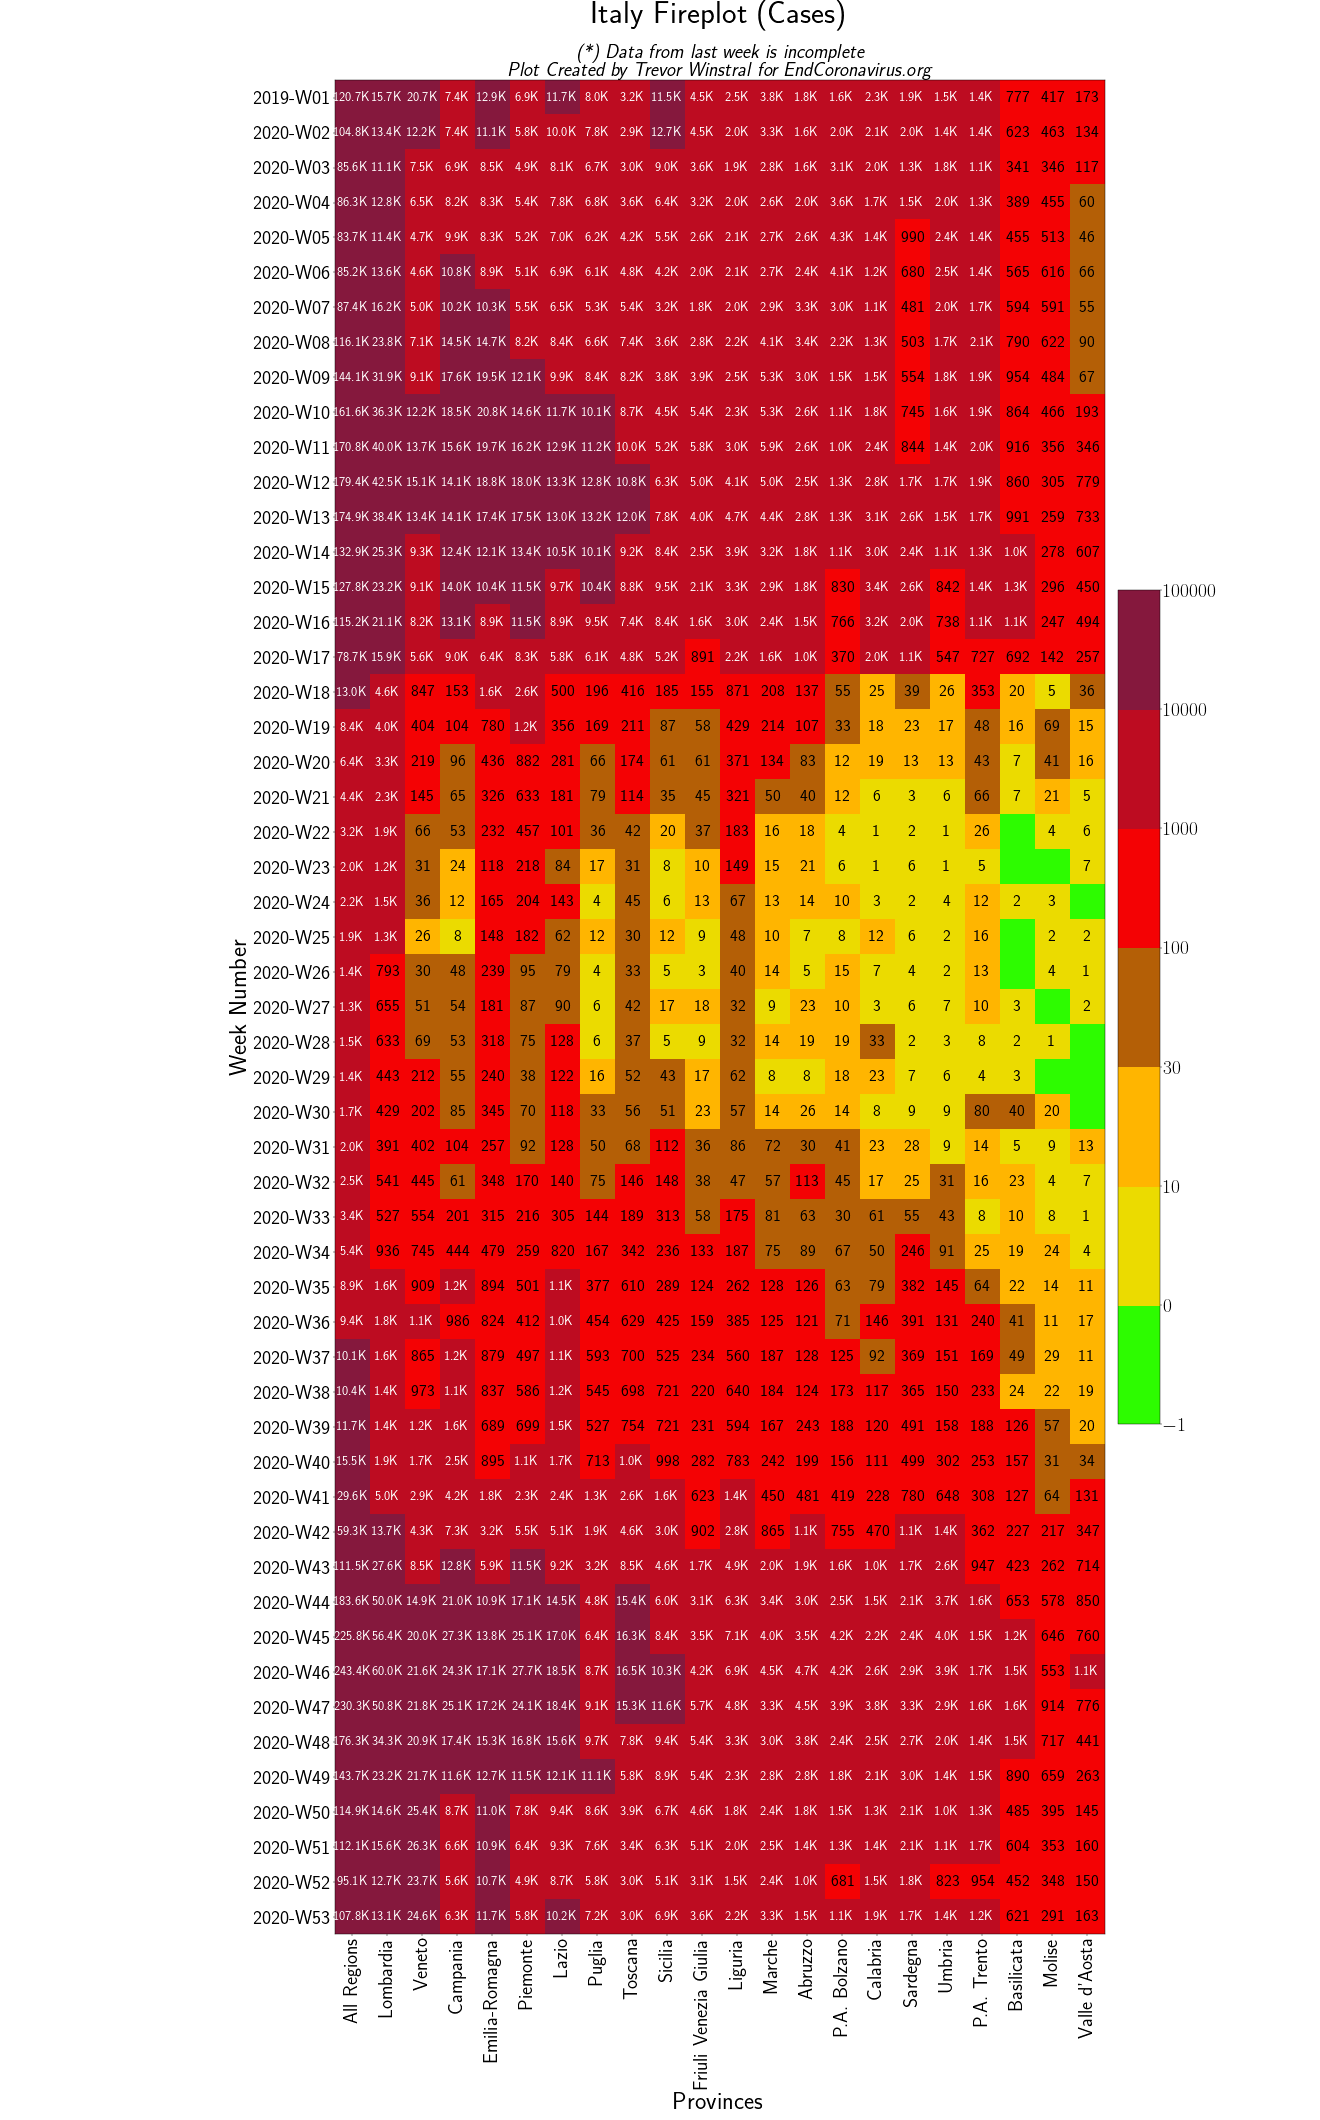 Italy Fireplot (Cases)
(*) Data from last week is incomplete
Plot Created by Trevor Winstral for EndCoronavirus.org
2019-W01 120.7K 15.7K 20.7K 7.4K 12.9K 6.9K 11.7K 8.0K 3.2K 11.5K 4.5K 2.5K 3.8K 1.8K 1.6K 2.3K 1.9K 1.5K 1.4K 777 417 173
2020-W02 104.8K 13.4K 12.2K 7.4K 11.1K 5.8K 10.0K 7.8K 2.9K 12.7K 4.5K 2.0K 3.3K 1.6K 2.0K 2.1K 2.0K 1.4K 1.4K 623 463 134
2020-W03 85.6K 11.1K 7.5K 6.9K 8.5K 4.9K 8.1K 6.7K 3.0K 9.0K 3.6K 1.9K 2.8K 1.6K 3.1K 2.0K 1.3K 1.8K 1.1K 341 346 117
2020-W04 86.3K 12.8K 6.5K 8.2K 8.3K 5.4K 7.8K 6.8K 3.6K 6.4K 3.2K 2.0K 2.6K 2.0K 3.6K 1.7K 1.5K 2.0K 1.3K 389 455 60
2020-W05 83.7K 11.4K 4.7K 9.9K 8.3K 5.2K 7.0K 6.2K 4.2K 5.5K 2.6K 2.1K 2.7K 2.6K 4.3K 1.4K 990 2.4K 1.4K 455 513 46
2020-W06 85.2K 13.6K 4.6K 10.8K 8.9K 5.1K 6.9K 6.1K 4.8K 4.2K 2.0K 2.1K 2.7K 2.4K 4.1K 1.2K 680 2.5K 1.4K 565 616 66
2020-W07 87.4K 16.2K 5.0K 10.2K 10.3K 5.5K 6.5K 5.3K 5.4K 3.2K 1.8K 2.0K 2.9K 3.3K 3.0K 1.1K 481 2.0K 1.7K 594 591 55
2020-W08 116.1K 23.8K 7.1K 14.5K 14.7K 8.2K 8.4K 6.6K 7.4K 3.6K 2.8K 2.2K 4.1K 3.4K 2.2K 1.3K 503 1.7K 2.1K 790 622 90
2020-W09 144.1K 31.9K 9.1K 17.6K 19.5K 12.1K 9.9K 8.4K 8.2K 3.8K 3.9K 2.5K 5.3K 3.0K 1.5K 1.5K 554 1.8K 1.9K 954 484 67
2020-W10 161.6K 36.3K 12.2K 18.5K 20.8K 14.6K 11.7K 10.1K 8.7K 4.5K 5.4K 2.3K 5.3K 2.6K 1.1K 1.8K 745 1.6K 1.9K 864 466 193
2020-W11 170.8K 40.0K 13.7K 15.6K 19.7K 16.2K 12.9K 11.2K 10.0K 5.2K 5.8K 3.0K 5.9K 2.6K 1.0K 2.4K 844 1.4K 2.0K 916 356 346
2020-W12 179.4K 42.5K 15.1K 14.1K 18.8K 18.0K 13.3K 12.8K 10.8K 6.3K 5.0K 4.1K 5.0K 2.5K 1.3K 2.8K 1.7K 1.7K 1.9K 860 305 779
2020-W13 174.9K 38.4K 13.4K 14.1K 17.4K 17.5K 13.0K 13.2K 12.0K 7.8K 4.0K 4.7K 4.4K 2.8K 1.3K 3.1K 2.6K 1.5K 1.7K 991 259 733
2020-W14 132.9K 25.3K 9.3K 12.4K 12.1K 13.4K 10.5K 10.1K 9.2K 8.4K 2.5K 3.9K 3.2K 1.8K 1.1K 3.0K 2.4K 1.1K 1.3K 1.0K 278 607
2020-W15 127.8K 23.2K 9.1K 14.0K 10.4K 11.5K 9.7K 10.4K 8.8K 9.5K 2.1K 3.3K 2.9K 1.8K 830 3.4K 2.6K 842 1.4K 1.3K 296 450
2020-W16 115.2K 21.1K 8.2K 13.1K 8.9K 11.5K 8.9K 9.5K 7.4K 8.4K 1.6K 3.0K 2.4K 1.5K 766 3.2K 2.0K 738 1.1K 1.1K 247 494
2020-W17 78.7K 15.9K 5.6K 9.0K 6.4K 8.3K 5.8K 6.1K 4.8K 5.2K 891 2.2K 1.6K 1.0K 370 2.0K 1.1K 547 727 692 142 257
2020-W18 13.0K 4.6K 847 153 1.6K 2.6K 500 196 416 185 155 871 208 137 55 25 39 26 353 20 5 36
2020-W19 8.4K 4.0K 404 104 780 1.2K 356 169 211 87 58 429 214 107 33 18 23 17 48 16 69 15
2020-W20 6.4K 3.3K 219 96 436 882 281 66 174 61 61 371 134 83 12 19 13 13 43 7 41 16
2020-W21 4.4K 2.3K 145 65 326 633 181 79 114 35 45 321 50 40 12 6 3 6 66 7 21 5
2020-W22 3.2K 1.9K 66 53 232 457 101 36 42 20 37 183 16 18 4 1 2 1 26 4 6
2020-W23 2.0K 1.2K 31 24 118 218 84 17 31 8 10 149 15 21 6 1 6 1 5 7
2020-W24 2.2K 1.5K 36 12 165 204 143 4 45 6 13 67 13 14 10 3 2 4 12 2 3
2020-W25 1.9K 1.3K 26 8 148 182 62 12 30 12 9 48 10 7 8 12 6 2 16 2 2
2020-W26 1.4K 793 30 48 239 95 79 4 33 5 3 40 14 5 15 7 4 2 13 4 1
2020-W27 1.3K 655 51 54 181 87 90 6 42 17 18 32 9 23 10 3 6 7 10 3 2
2020-W28 1.5K 633 69 53 318 75 128 6 37 5 9 32 14 19 19 33 2 3 8 2 1
2020-W29 1.4K 443 212 55 240 38 122 16 52 43 17 62 8 8 18 23 7 6 4 3
2020-W30 1.7K 429 202 85 345 70 118 33 56 51 23 57 14 26 14 8 9 9 80 40 20
2020-W31 2.0K 391 402 104 257 92 128 50 68 112 36 86 72 30 41 23 28 9 14 5 9 13
2020-W32 2.5K 541 445 61 348 170 140 75 146 148 38 47 57 113 45 17 25 31 16 23 4 7
2020-W33 3.4K 527 554 201 315 216 305 144 189 313 58 175 81 63 30 61 55 43 8 10 8 1
2020-W34 5.4K 936 745 444 479 259 820 167 342 236 133 187 75 89 67 50 246 91 25 19 24 4
2020-W35 8.9K 1.6K 909 1.2K 894 501 1.1K 377 610 289 124 262 128 126 63 79 382 145 64 22 14 11
2020-W36 9.4K 1.8K 1.1K 986 824 412 1.0K 454 629 425 159 385 125 121 71 146 391 131 240 41 11 17
2020-W37 10.1K 1.6K 865 1.2K 879 497 1.1K 593 700 525 234 560 187 128 125 92 369 151 169 49 29 11
2020-W38 10.4K 1.4K 973 1.1K 837 586 1.2K 545 698 721 220 640 184 124 173 117 365 150 233 24 22 19
2020-W39 11.7K 1.4K 1.2K 1.6K 689 699 1.5K 527 754 721 231 594 167 243 188 120 491 158 188 126 57 20
2020-W40 15.5K 1.9K 1.7K 2.5K 895 1.1K 1.7K 713 1.0K 998 282 783 242 199 156 111 499 302 253 157 31 34
2020-W41 29.6K 5.0K 2.9K 4.2K 1.8K 2.3K 2.4K 1.3K 2.6K 1.6K 623 1.4K 450 481 419 228 780 648 308 127 64 131
2020-W42 59.3K 13.7K 4.3K 7.3K 3.2K 5.5K 5.1K 1.9K 4.6K 3.0K 902 2.8K 865 1.1K 755 470 1.1K 1.4K 362 227 217 347
2020-W43 111.5K 27.6K 8.5K 12.8K 5.9K 11.5K 9.2K 3.2K 8.5K 4.6K 1.7K 4.9K 2.0K 1.9K 1.6K 1.0K 1.7K 2.6K 947 423 262 714
2020-W44 183.6K 50.0K 14.9K 21.0K 10.9K 17.1K 14.5K 4.8K 15.4K 6.0K 3.1K 6.3K 3.4K 3.0K 2.5K 1.5K 2.1K 3.7K 1.6K 653 578 850
2020-W45 225.8K 56.4K 20.0K 27.3K 13.8K 25.1K 17.0K 6.4K 16.3K 8.4K 3.5K 7.1K 4.0K 3.5K 4.2K 2.2K 2.4K 4.0K 1.5K 1.2K 646 760
2020-W46 243.4K 60.0K 21.6K 24.3K 17.1K 27.7K 18.5K 8.7K 16.5K 10.3K 4.2K 6.9K 4.5K 4.7K 4.2K 2.6K 2.9K 3.9K 1.7K 1.5K 553 1.1K
2020-W47 230.3K 50.8K 21.8K 25.1K 17.2K 24.1K 18.4K 9.1K 15.3K 11.6K 5.7K 4.8K 3.3K 4.5K 3.9K 3.8K 3.3K 2.9K 1.6K 1.6K 914 776
2020-W48 176.3K 34.3K 20.9K 17.4K 15.3K 16.8K 15.6K 9.7K 7.8K 9.4K 5.4K 3.3K 3.0K 3.8K 2.4K 2.5K 2.7K 2.0K 1.4K 1.5K 717 441
2020-W49 143.7K 23.2K 21.7K 11.6K 12.7K 11.5K 12.1K 11.1K 5.8K 8.9K 5.4K 2.3K 2.8K 2.8K 1.8K 2.1K 3.0K 1.4K 1.5K 890 659 263
2020-W50 114.9K 14.6K 25.4K 8.7K 11.0K 7.8K 9.4K 8.6K 3.9K 6.7K 4.6K 1.8K 2.4K 1.8K 1.5K 1.3K 2.1K 1.0K 1.3K 485 395 145
2020-W51 112.1K 15.6K 26.3K 6.6K 10.9K 6.4K 9.3K 7.6K 3.4K 6.3K 5.1K 2.0K 2.5K 1.4K 1.3K 1.4K 2.1K 1.1K 1.7K 604 353 160
2020-W52 95.1K 12.7K 23.7K 5.6K 10.7K 4.9K 8.7K 5.8K 3.0K 5.1K 3.1K 1.5K 2.4K 1.0K 681 1.5K 1.8K 823 954 452 348 150
2020-W53 107.8K 13.1K 24.6K 6.3K 11.7K 5.8K 10.2K 7.2K 3.0K 6.9K 3.6K 2.2K 3.3K 1.5K 1.1K 1.9K 1.7K 1.4K 1.2K 621 291 163
Week Number
All Regions
Lombardia
Veneto
Campania
Emilia-Romagna
Piemonte
Lazio
Puglia
Toscana
Sicilia
Friuli Venezia Giulia
Liguria
Marche
Abruzzo
P.A. Bolzano
Calabria
Sardegna
Umbria
P.A. Trento
Basilicata
Molise
Valle d'Aosta
Provinces
100000
10000
1000
100
30
10
0
−1